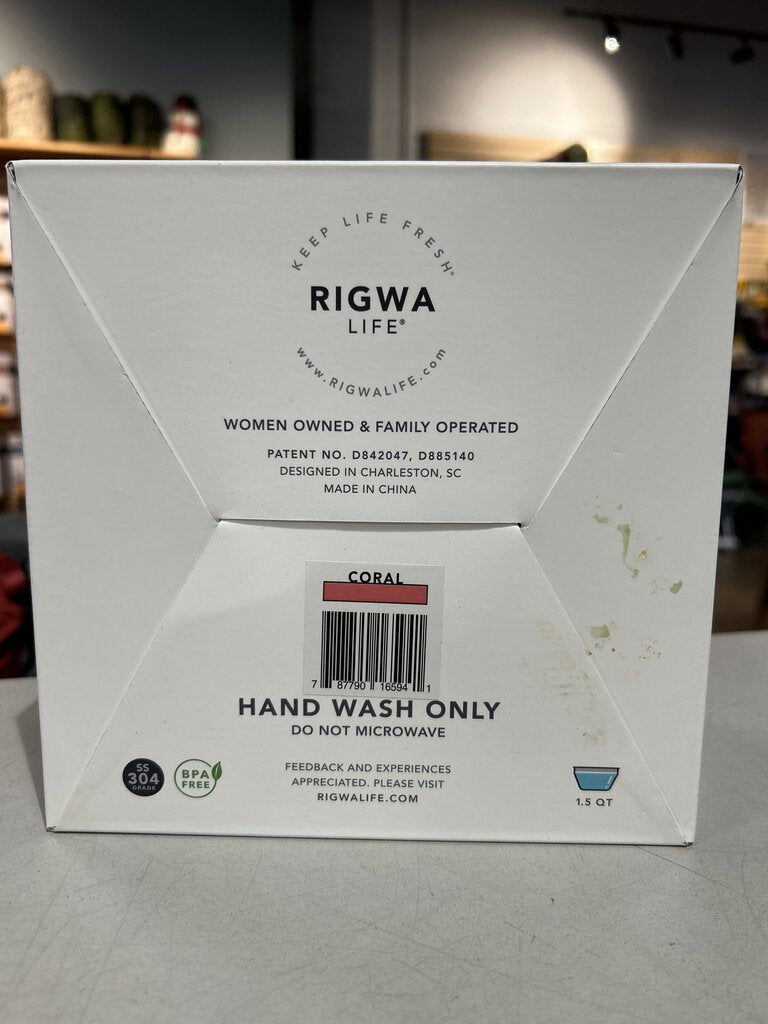 KEEP LIFE FRESH®
RIGWA
LIFE®
www.RIGWALIFE.com
WOMEN OWNED & FAMILY OPERATED
PATENT NO. D842047, D885140
DESIGNED IN CHARLESTON, SC
MADE IN CHINA
CORAL
7 87790 16594 1
HAND WASH ONLY
DO NOT MICROWAVE
SS
304
GRADE
BPA
FREE
FEEDBACK AND EXPERIENCES
APPRECIATED. PLEASE VISIT
RIGWALIFE.COM
1.5 QT